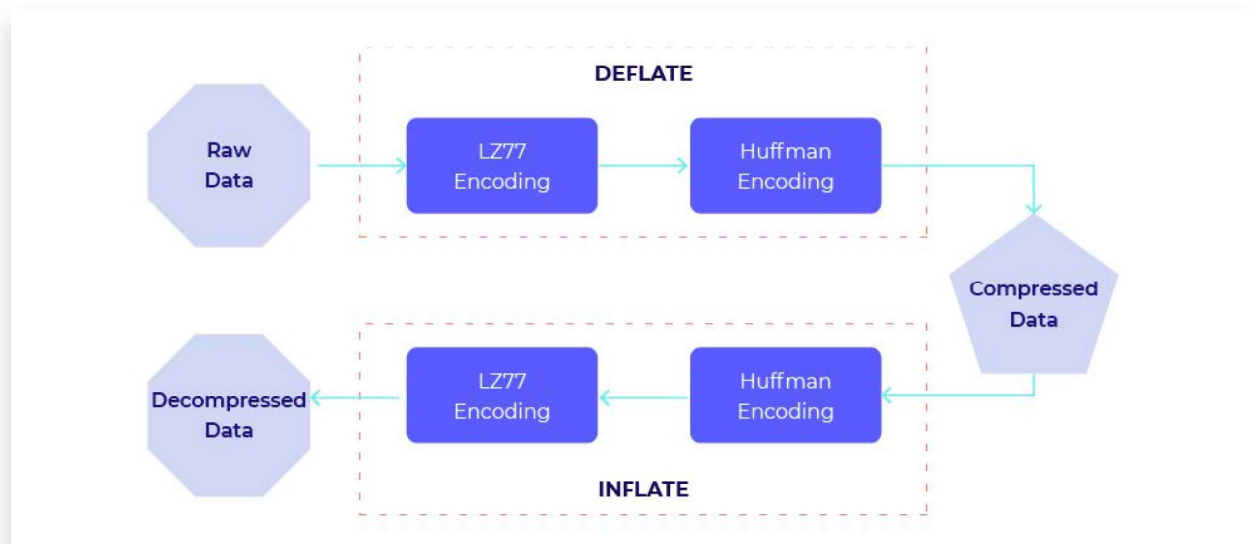 DEFLATE
Raw
Data
LZ77
Encoding
Huffman
Encoding
Compressed
Data
Decompressed
Data
LZ77
Encoding
Huffman
Encoding
INFLATE